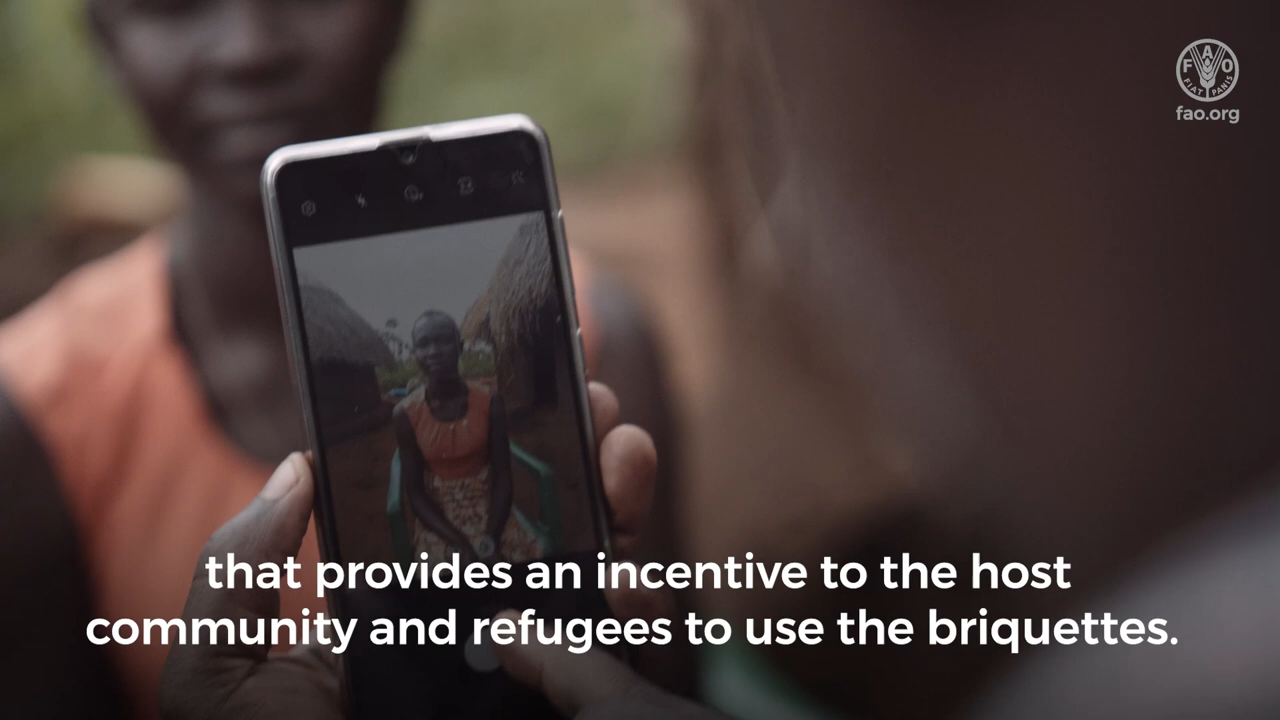 FAO
FIAT PANIS
fao.org
that provides an incentive to the host
community and refugees to use the briquettes.